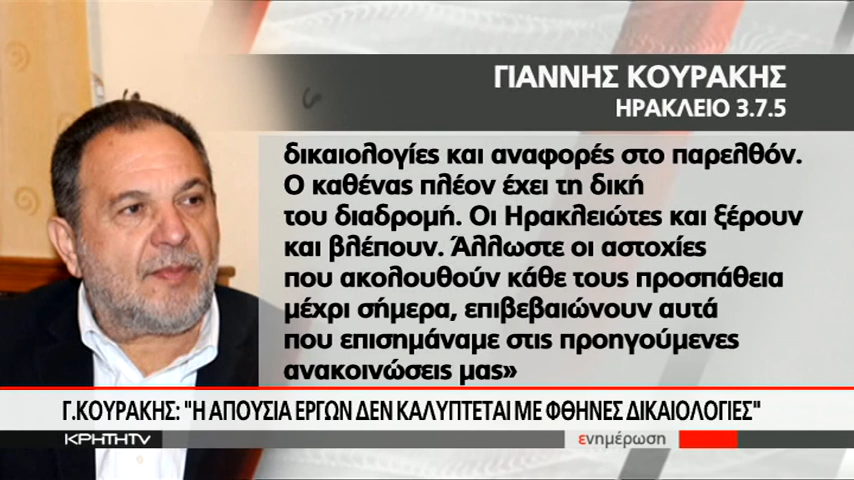 ΓΙΑΝΝΗΣ ΚΟΥΡΑΚΗΣ
ΗΡΑΚΛΕΙΟ 3.7.5
δικαιολογίες και αναφορές στο παρελθόν.
Ο καθένας πλέον έχει τη δική
του διαδρομή. Οι Ηρακλειώτες και ξέρουν
και βλέπουν. Άλλωστε οι αστοχίες
που ακολουθούν κάθε τους προσπάθεια
μέχρι σήμερα, επιβεβαιώνουν αυτά
που επισημάναμε στις προηγούμενες
ανακοινώσεις μας»
Γ.ΚΟΥΡΑΚΗΣ: "Η ΑΠΟΥΣΙΑ ΕΡΓΩΝ ΔΕΝ ΚΑΛΥΠΤΕΤΑΙ ΜΕ ΦΘΗΝΕΣ ΔΙΚΑΙΟΛΟΓΙΕΣ"
ΚΡΗΤΗTV
ενημέρωση